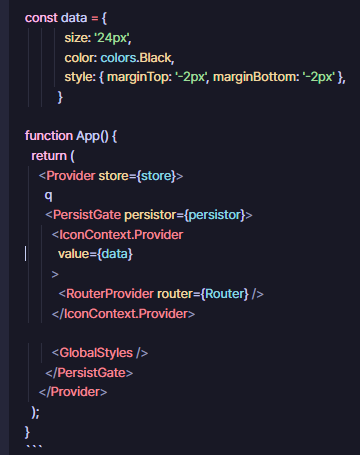 const data = {
size: '24px',
color: colors.Black,
style: { marginTop: '-2px', marginBottom: '-2px' },
}
function App() {
return (
<Provider store={store}>
q
<PersistGate persistor={persistor}>
<IconContext.Provider
value={data}
>
<RouterProvider router={Router} />
</IconContext.Provider>
<GlobalStyles />
</PersistGate>
</Provider>
);
}
```